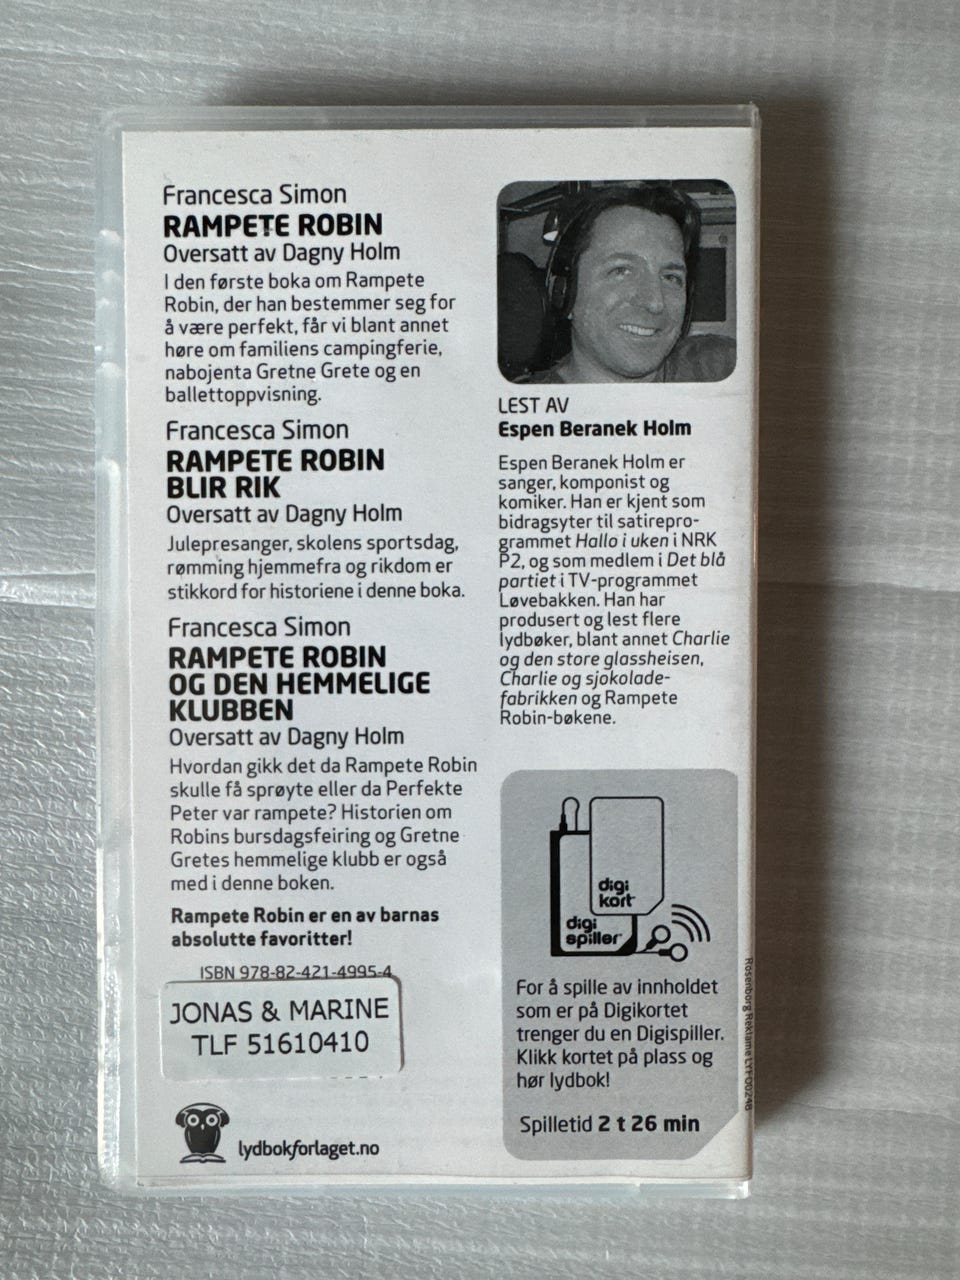 Francesca Simon
RAMPETE ROBIN
Oversatt av Dagny Holm
I den første boka om Rampete
Robin, der han bestemmer seg for
å være perfekt, får vi blant annet
høre om familiens campingferie,
nabojenta Gretne Grete og en
ballettoppvisning.
Francesca Simon
RAMPETE ROBIN
BLIR RIK
Oversatt av Dagny Holm
Julepresanger, skolens sportsdag,
rømming hjemmefra og rikdom er
stikkord for historiene i denne boka.
Francesca Simon
RAMPETE ROBIN
OG DEN HEMMELIGE
KLUBBEN
Oversatt av Dagny Holm
Hvordan gikk det da Rampete Robin
skulle få sprøyte eller da Perfekte
Peter var rampete? Historien om
Robins bursdagsfeiring og Gretne
Gretes hemmelige klubb er også
med i denne boken.
Rampete Robin er en av barnas
absolutte favoritter!
ISBN 978-82-421-4995-4
JONAS & MARINE
TLF 51610410
lydbokforlaget.no
LEST AV
Espen Beranek Holm
Espen Beranek Holm er
sanger, komponist og
komiker. Han er kjent som
bidragsyter til satirepro-
grammet Hallo i uken i NRK
P2, og som medlem i Det blå
partiet i TV-programmet
Løvebakken. Han har
produsert og lest flere
lydbøker, blant annet Charlie
og den store glassheisen,
Charlie og sjokolade-
fabrikken og Rampete
Robin-bøkene.
digi
kort
digi
spiller
For å spille av innholdet
som er på Digikortet
trenger du en Digispiller.
Klikk kortet på plass og
hør lydbok!
Spilletid 2 t 26 min
Rosenborg Reklame LYFO0248